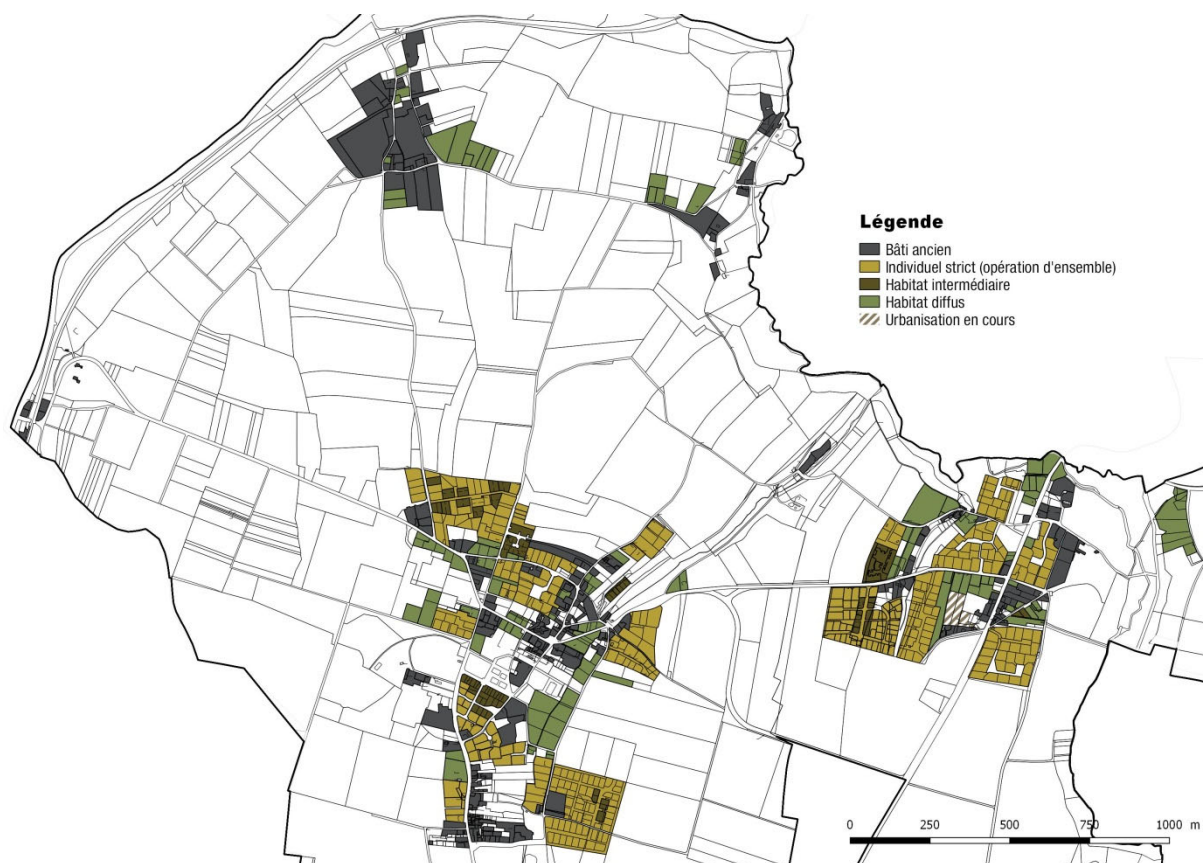 Légende
Bâti ancien
Individuel strict (opération d'ensemble)
Habitat intermédiaire
Habitat diffus
Urbanisation en cours
0 250 500 750 1000 m